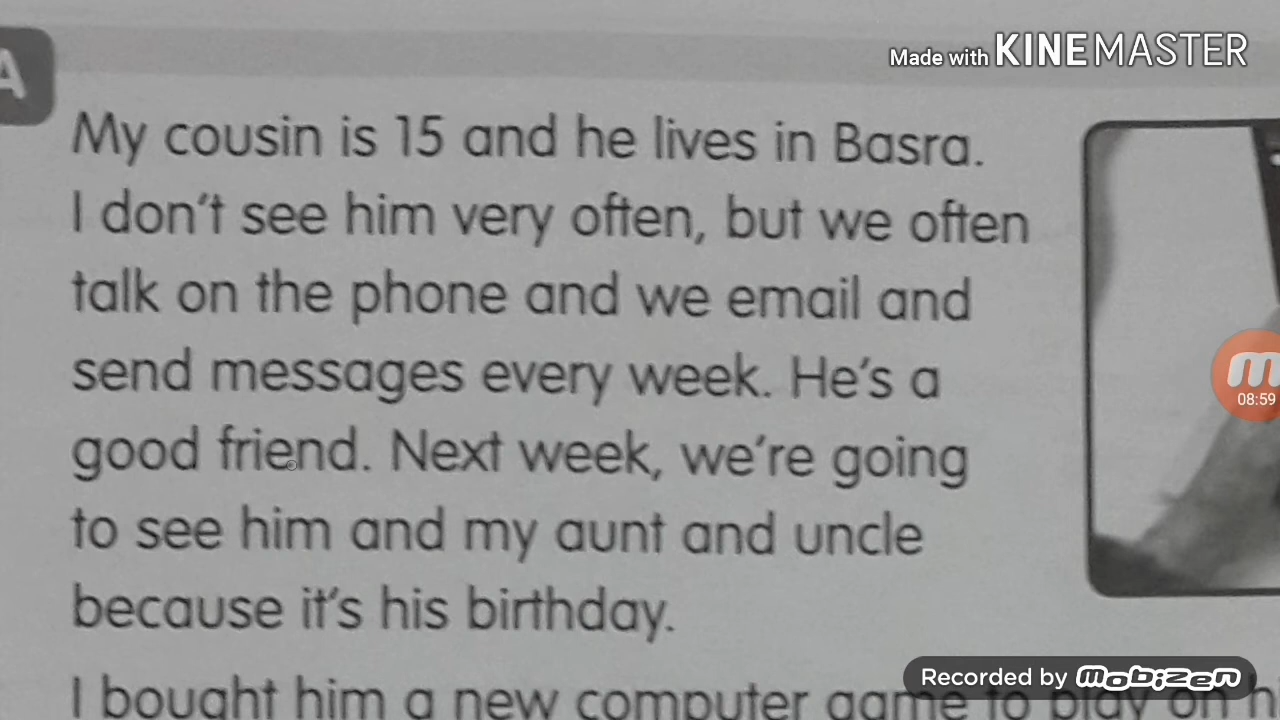 Made with KINEMASTER
A
My cousin is 15 and he lives in Basra.
I don't see him very often, but we often
talk on the phone and we email and
send messages every week. He's a
good friend. Next week, we're going
to see him and my aunt and uncle
because it's his birthday.
I bought him a new computer game to play on
m
08:59
Recorded by mobizen